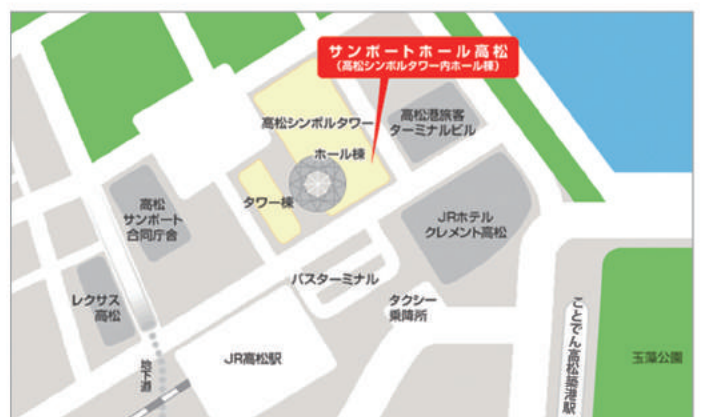 サンポートホール高松
(高松シンボルタワー内ホール棟)
高松シンボルタワー
ホール棟
高松港旅客
ターミナルビル
タワー棟
高松
サンポート
合同庁舎
JRホテル
クレメント高松
バスターミナル
レクサス
高松
タクシー
乗降所
JR高松駅
地下道
ことでん高松築港駅
玉藻公園